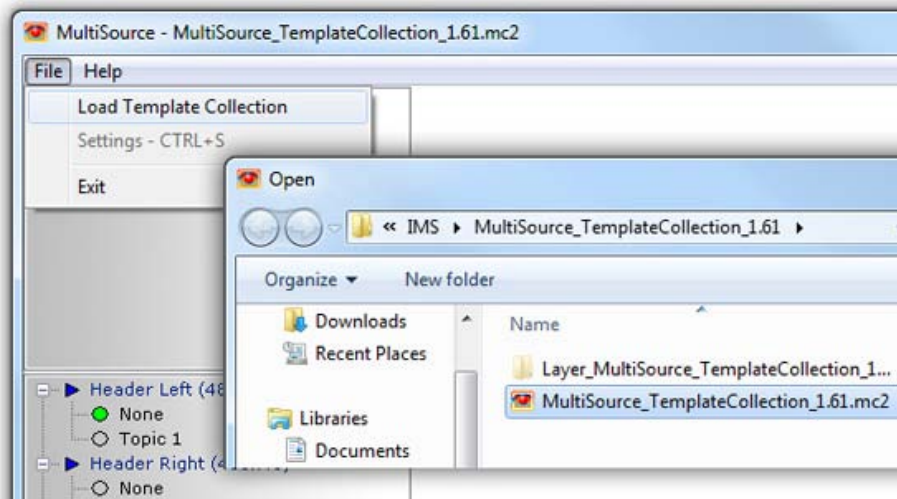 MultiSource - MultiSource_TemplateCollection_1.61.mc2
File Help
Load Template Collection
Settings - CTRL+S
Exit
Open
« IMS MultiSource_TemplateCollection_1.61
Organize New folder
Downloads
Recent Places
Libraries
Documents
Name
Layer_MultiSource_TemplateCollection_1...
MultiSource_TemplateCollection_1.61.mc2
Header Left (48
None
Topic 1
Header Right (
None